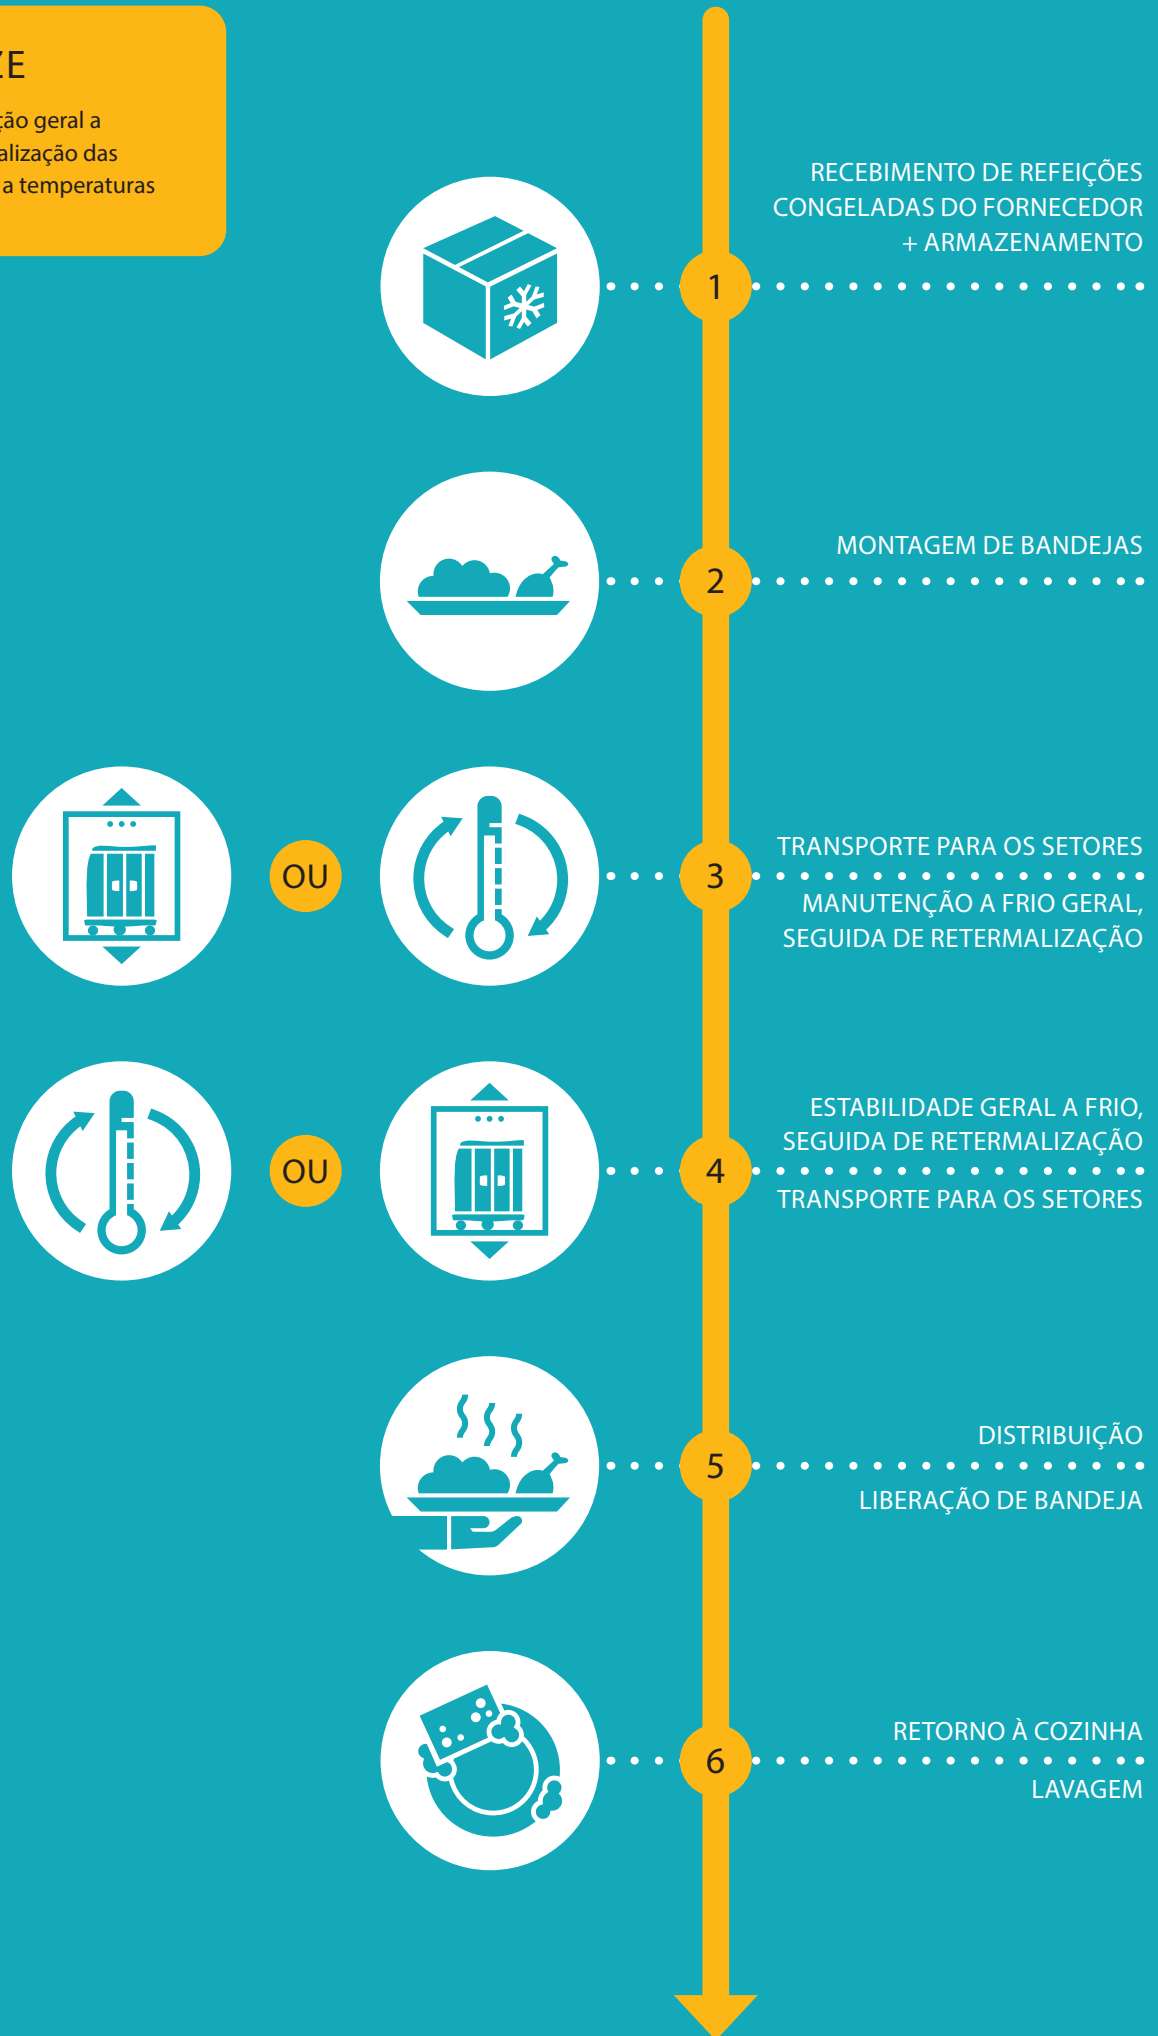 ZE
ção geral a
alização das
a temperaturas
RECEBIMENTO DE REFEIÇÕES
CONGELADAS DO FORNECEDOR
+ ARMAZENAMENTO
1
MONTAGEM DE BANDEJAS
2
OU
3
TRANSPORTE PARA OS SETORES
MANUTENÇÃO A FRIO GERAL,
SEGUIDA DE RETERMALIZAÇÃO
OU
4
ESTABILIDADE GERAL A FRIO,
SEGUIDA DE RETERMALIZAÇÃO
TRANSPORTE PARA OS SETORES
5
DISTRIBUIÇÃO
LIBERAÇÃO DE BANDEJA
6
RETORNO À COZINHA
LAVAGEM